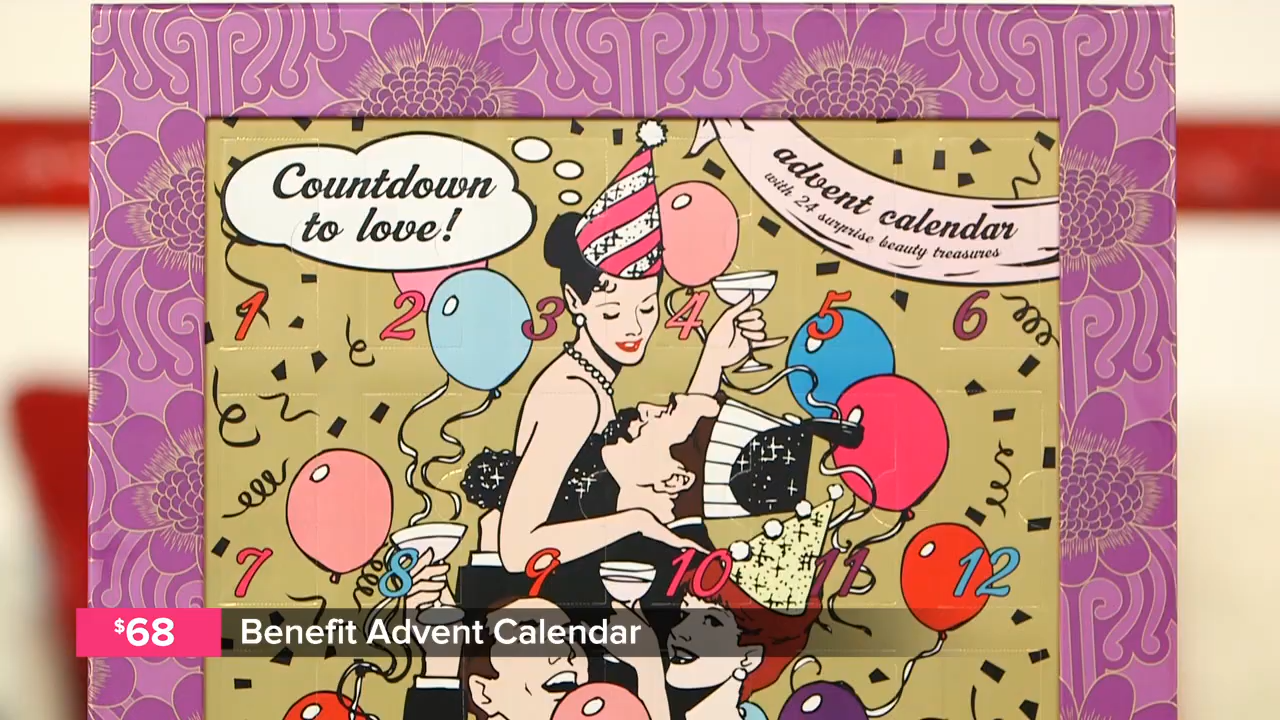 Countdown
to love!
advent calendar
with 24 surprise beauty treasures
1 2 3 4 5 6
7 8 9 10 11 12
$68 Benefit Advent Calendar